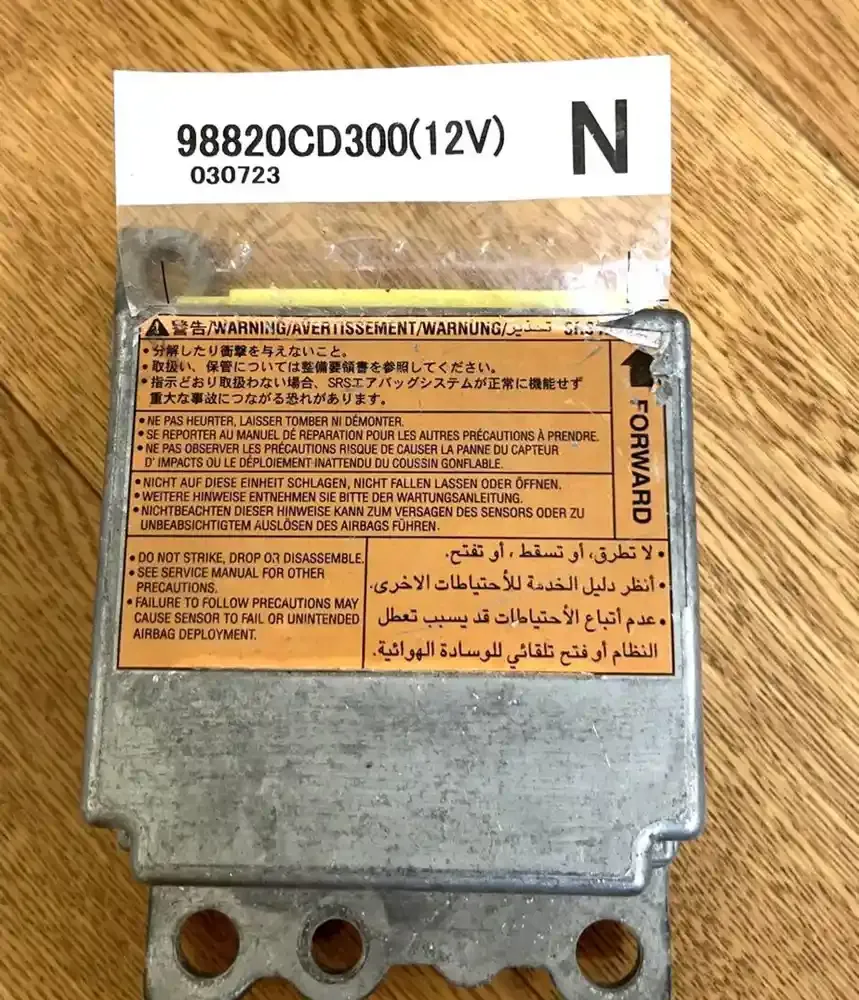 98820CD300(12V)
N
030723
警告/WARNING/AVERTISSEMENT/WARNUNG/تحذير
FORWARD
• 分解したり衝撃を与えないこと。
• 取扱い、保管については整備要領書を参照してください。
• 指示どおり取扱わない場合、SRSエアバッグシステムが正常に機能せず
重大な事故につながる恐れがあります。
• NE PAS HEURTER, LAISSER TOMBER NI DÉMONTER.
• SE REPORTER AU MANUEL DE REPARATION POUR LES AUTRES PRÉCAUTIONS À PRENDRE.
• NE PAS OBSERVER LES PRÉCAUTIONS RISQUE DE CAUSER LA PANNE DU CAPTEUR
D' IMPACTS OU LE DÉPLOIEMENT INATTENDU DU COUSSIN GONFLABLE.
• NICHT AUF DIESE EINHEIT SCHLAGEN, NICHT FALLEN LASSEN ODER ÖFFNEN.
• WEITERE HINWEISE ENTNEHMEN SIE BITTE DER WARTUNGSANLEITUNG.
• NICHTBEACHTEN DIESER HINWEISE KANN ZUM VERSAGEN DES SENSORS ODER ZU
UNBEABSICHTIGTEM AUSLÖSEN DES AIRBAGS FÜHREN.
• DO NOT STRIKE, DROP OR DISASSEMBLE.
• SEE SERVICE MANUAL FOR OTHER
PRECAUTIONS.
• FAILURE TO FOLLOW PRECAUTIONS MAY
CAUSE SENSOR TO FAIL OR UNINTENDED
AIRBAG DEPLOYMENT.
• لا تطرق، أو تسقط ، أو تفتح.
• أنظر دليل الخدمة للأحتياطات الاخرى.
• عدم أتباع الأحتياطات قد يسبب تعطل
النظام أو فتح تلقائي للوسادة الهوائية.